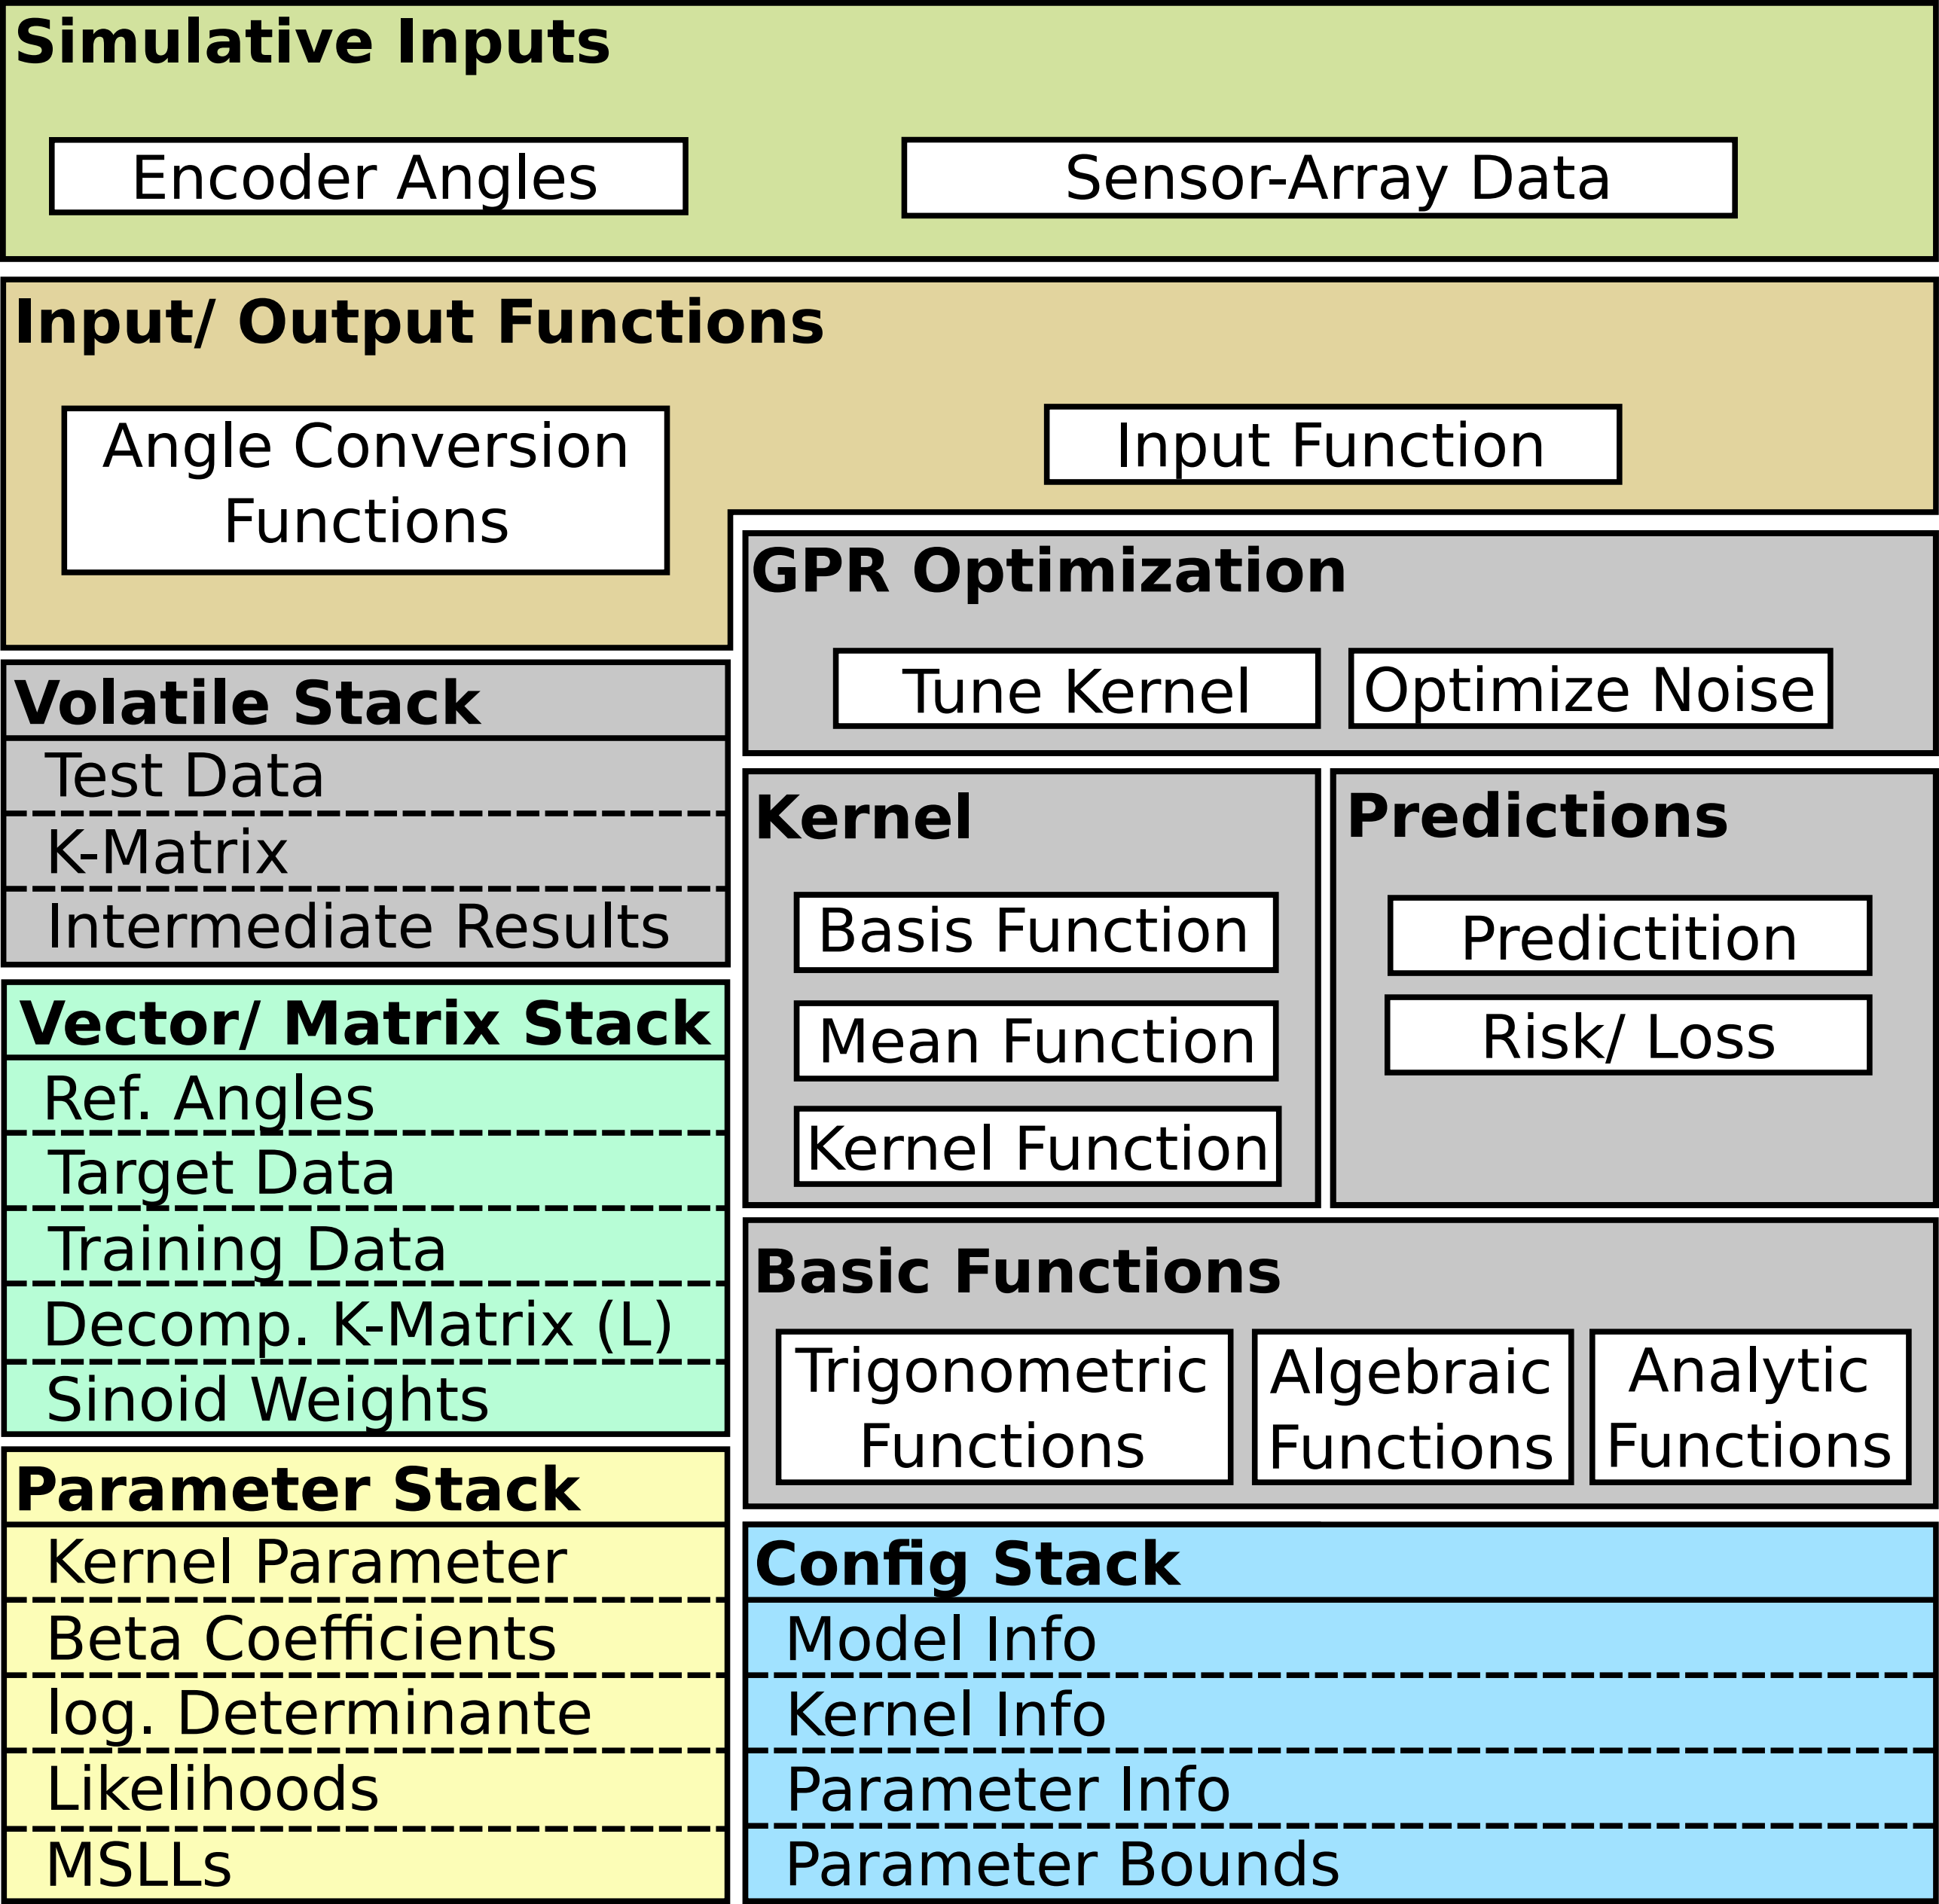 Simulative Inputs
Encoder Angles
Sensor-Array Data
Input/ Output Functions
Angle Conversion
Functions
Input Function
GPR Optimization
Tune Kernel
Optimize Noise
Volatile Stack
Test Data
K-Matrix
Intermediate Results
Kernel
Basis Function
Mean Function
Kernel Function
Predictions
Predictition
Risk/ Loss
Vector/ Matrix Stack
Ref. Angles
Target Data
Training Data
Decomp. K-Matrix (L)
Sinoid Weights
Basic Functions
Trigonometric
Functions
Algebraic
Functions
Analytic
Functions
Parameter Stack
Kernel Parameter
Beta Coefficients
log. Determinante
Likelihoods
MSLLs
Config Stack
Model Info
Kernel Info
Parameter Info
Parameter Bounds